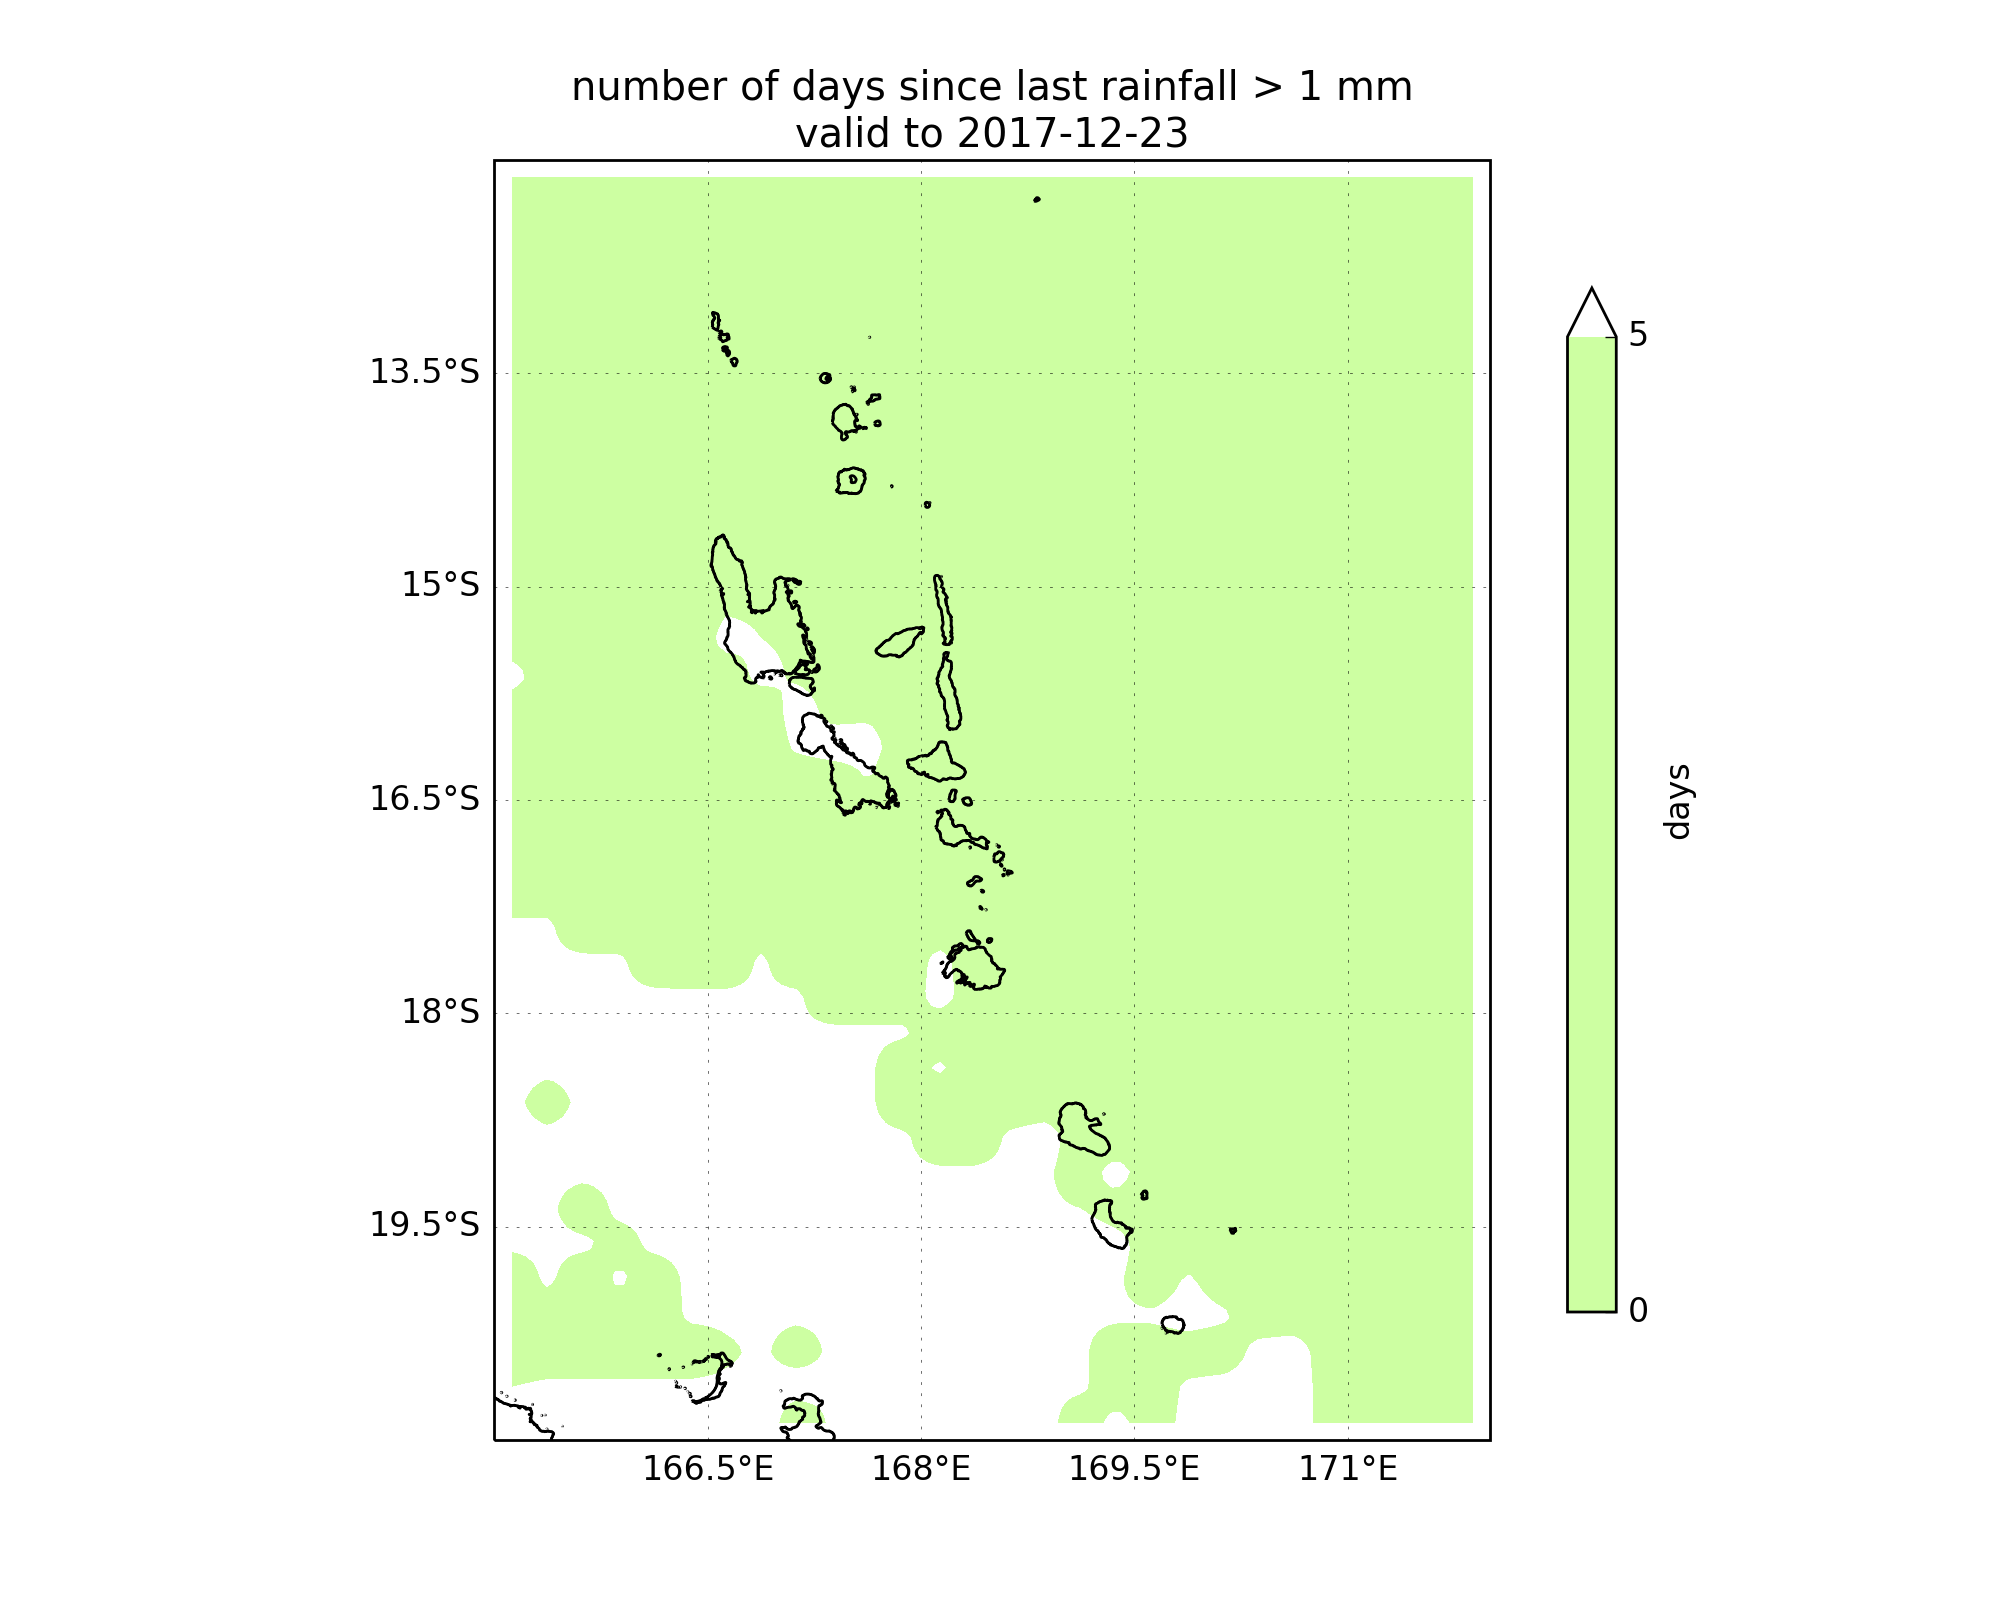 number of days since last rainfall > 1 mm
valid to 2017-12-23
13.5°S
15°S
16.5°S
18°S
19.5°S
166.5°E
168°E
169.5°E
171°E
5
0
days